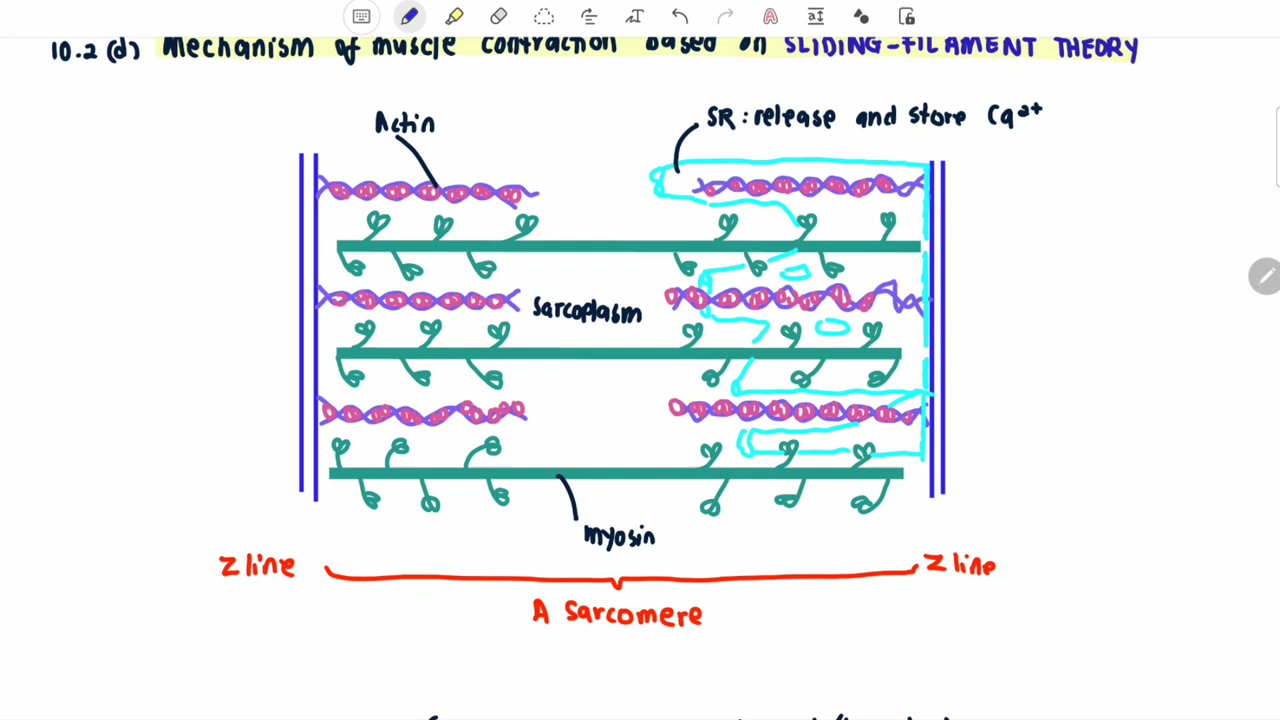 10.2 (d) Mechanism of muscle contraction based on SLIDING-FILAMENT THEORY
Actin
SR: release and store Ca2+
Sarcoplasm
myosin
Z line
Z line
A sarcomere